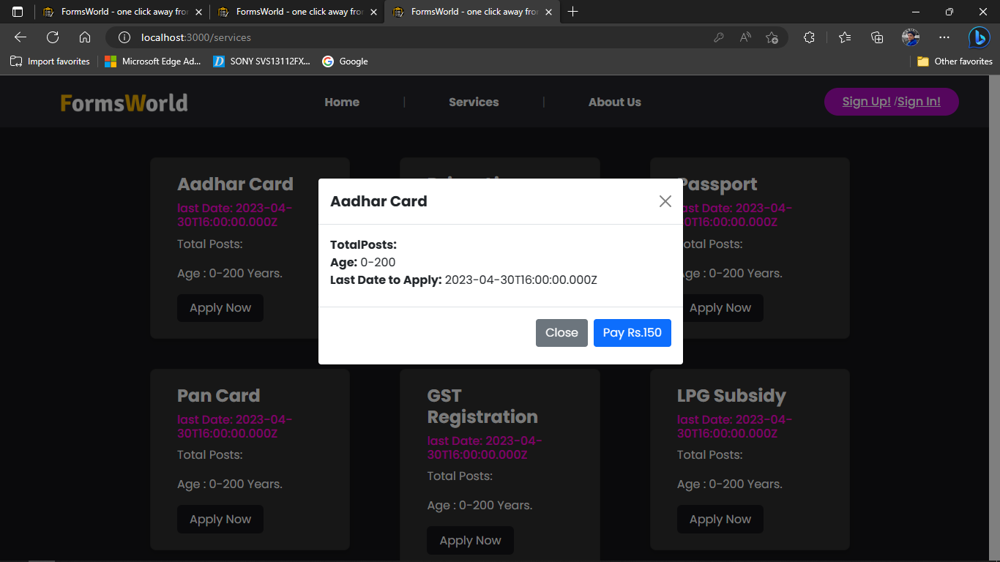 FormsWorld - one click away fro
FormsWorld - one click away fro
FormsWorld - one click away fro
localhost:3000/services
Import favorites
Microsoft Edge Ad...
SONY SVS13112FX...
Google
Other favorites
FormsWorld
Home
|
Services
|
About Us
Sign Up! /Sign In!
Aadhar Card
last Date: 2023-04-
30T16:00:00.000Z
Total Posts:
Age : 0-200 Years.
Apply Now
Passport
last Date: 2023-04-
30T16:00:00.000Z
Total Posts:
Age : 0-200 Years.
Apply Now
Aadhar Card
TotalPosts:
Age: 0-200
Last Date to Apply: 2023-04-30T16:00:00.000Z
Close
Pay Rs.150
Pan Card
last Date: 2023-04-
30T16:00:00.000Z
Total Posts:
Age : 0-200 Years.
Apply Now
GST
Registration
last Date: 2023-04-
30T16:00:00.000Z
Total Posts:
Age : 0-200 Years.
Apply Now
LPG Subsidy
last Date: 2023-04-
30T16:00:00.000Z
Total Posts:
Age : 0-200 Years.
Apply Now